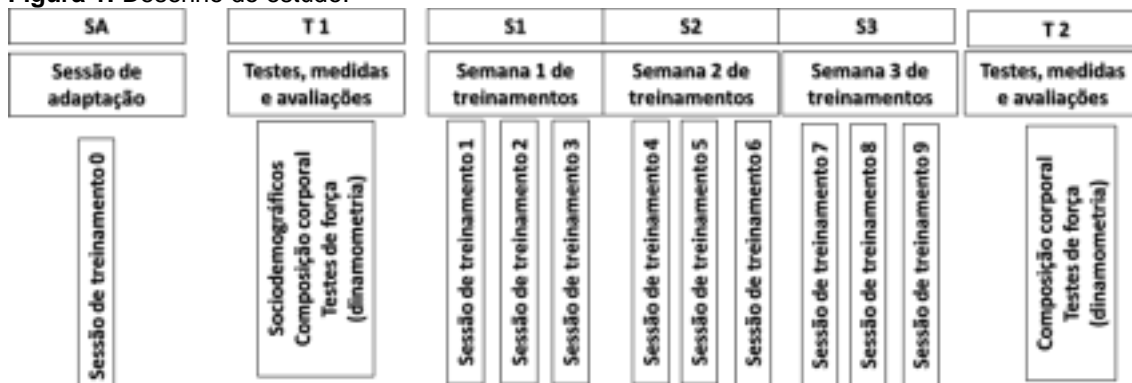 Figura 1. Desenho do estudo.
SA
T 1
S1
S2
S3
T 2
Sessão de
adaptação
Testes, medidas
e avaliações
Semana 1 de
treinamentos
Semana 2 de
treinamentos
Semana 3 de
treinamentos
Testes, medidas
e avaliações
Sessão de treinamento 0
Sociodemográficos
Composição corporal
Testes de força
(dinamometria)
Sessão de treinamento 1
Sessão de treinamento 2
Sessão de treinamento 3
Sessão de treinamento 4
Sessão de treinamento 5
Sessão de treinamento 6
Sessão de treinamento 7
Sessão de treinamento 8
Sessão de treinamento 9
Composição corporal
Testes de força
(dinamometria)